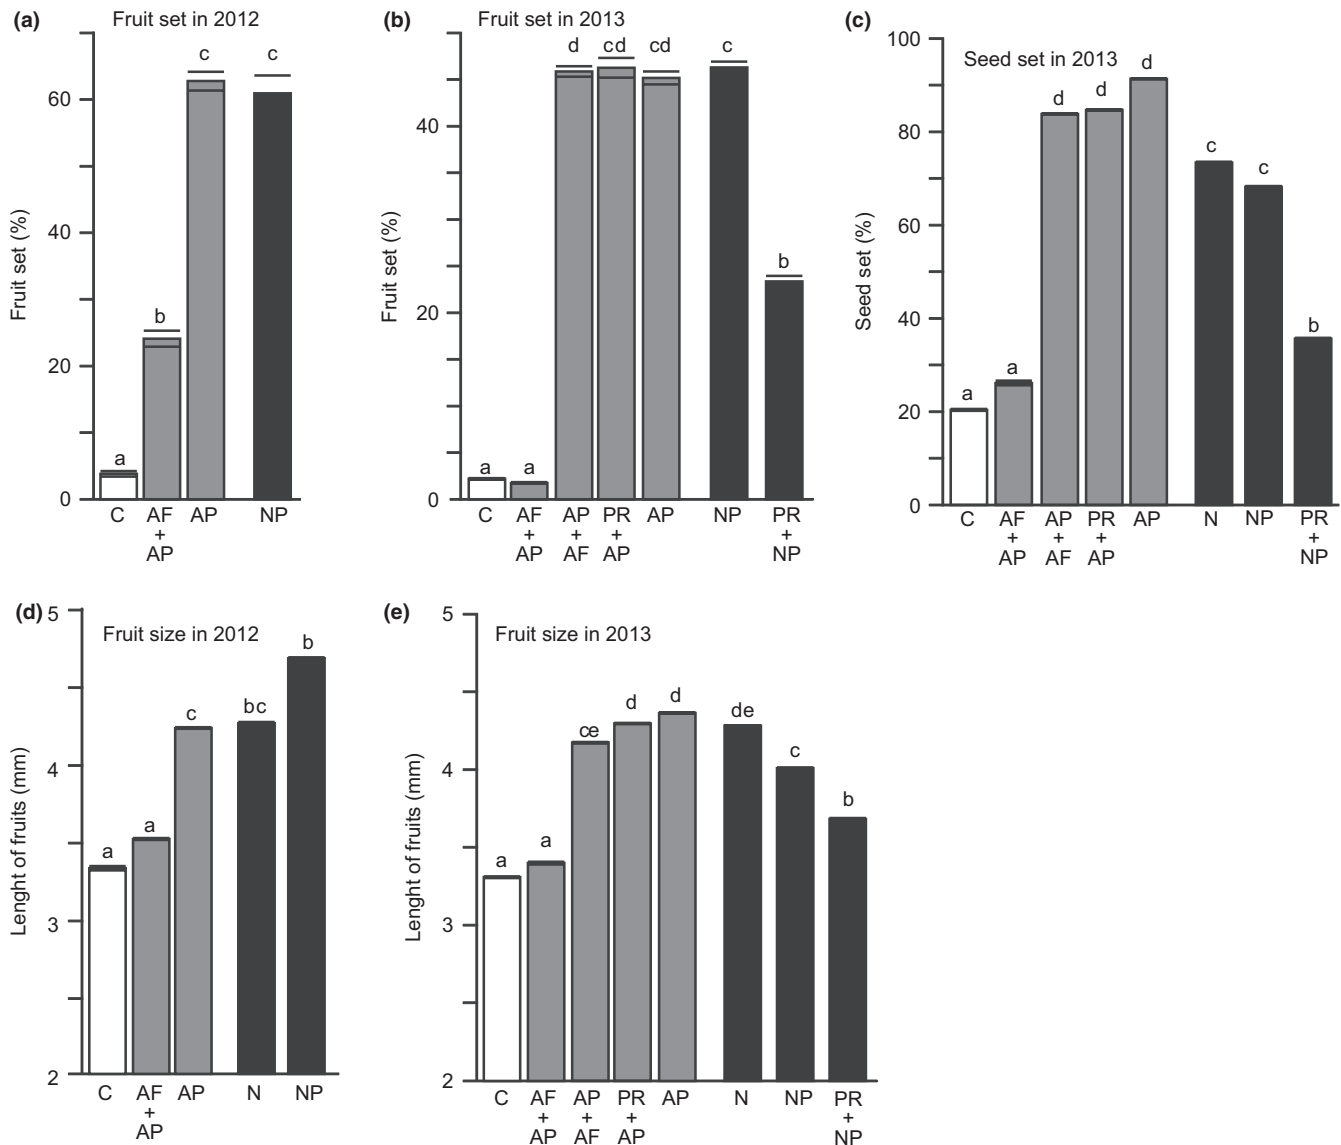 (a)
Fruit set in 2012
Fruit set (%)
60
40
20
0
a
b
c
c
C
AF
+
AP
AP
NP
(b)
Fruit set in 2013
Fruit set (%)
40
20
0
a
a
d
cd
cd
c
b
C
AF
+
AP
AP
+
AF
PR
+
AP
AP
NP
PR
+
NP
(c)
Seed set in 2013
Seed set (%)
100
80
60
40
20
0
a
a
d
d
d
c
c
b
C
AF
+
AP
AP
+
AF
PR
+
AP
AP
N
NP
PR
+
NP
(d)
Fruit size in 2012
Lenght of fruits (mm)
5
4
3
2
a
a
c
bc
b
C
AF
+
AP
AP
N
NP
(e)
Fruit size in 2013
Lenght of fruits (mm)
5
4
3
2
a
a
ce
d
d
de
c
b
C
AF
+
AP
AP
+
AF
PR
+
AP
AP
N
NP
PR
+
NP